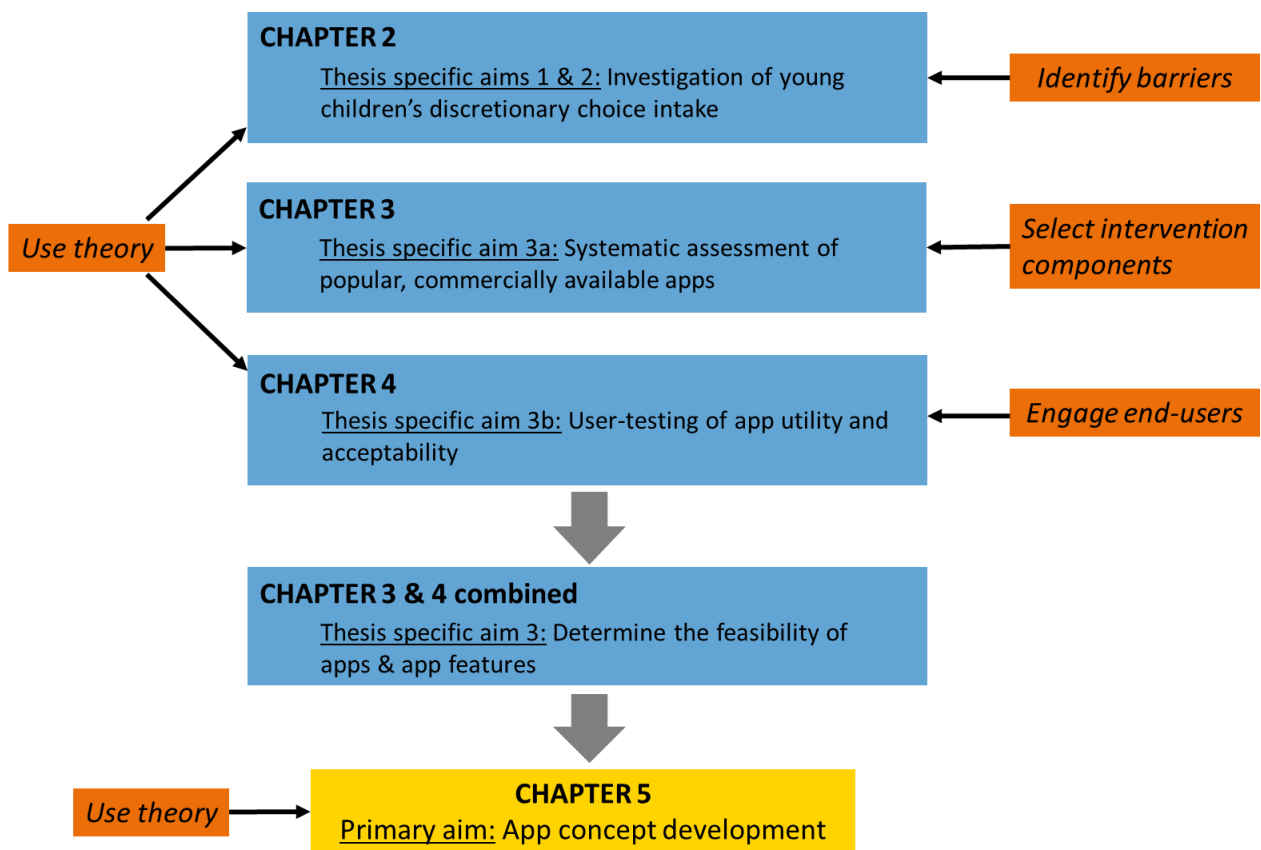 CHAPTER 2
Thesis specific aims 1 & 2: Investigation of young
children’s discretionary choice intake
Identify barriers
CHAPTER 3
Thesis specific aim 3a: Systematic assessment of
popular, commercially available apps
Use theory
Select intervention
components
CHAPTER 4
Thesis specific aim 3b: User-testing of app utility and
acceptability
Engage end-users
CHAPTER 3 & 4 combined
Thesis specific aim 3: Determine the feasibility of
apps & app features
Use theory
CHAPTER 5
Primary aim: App concept development